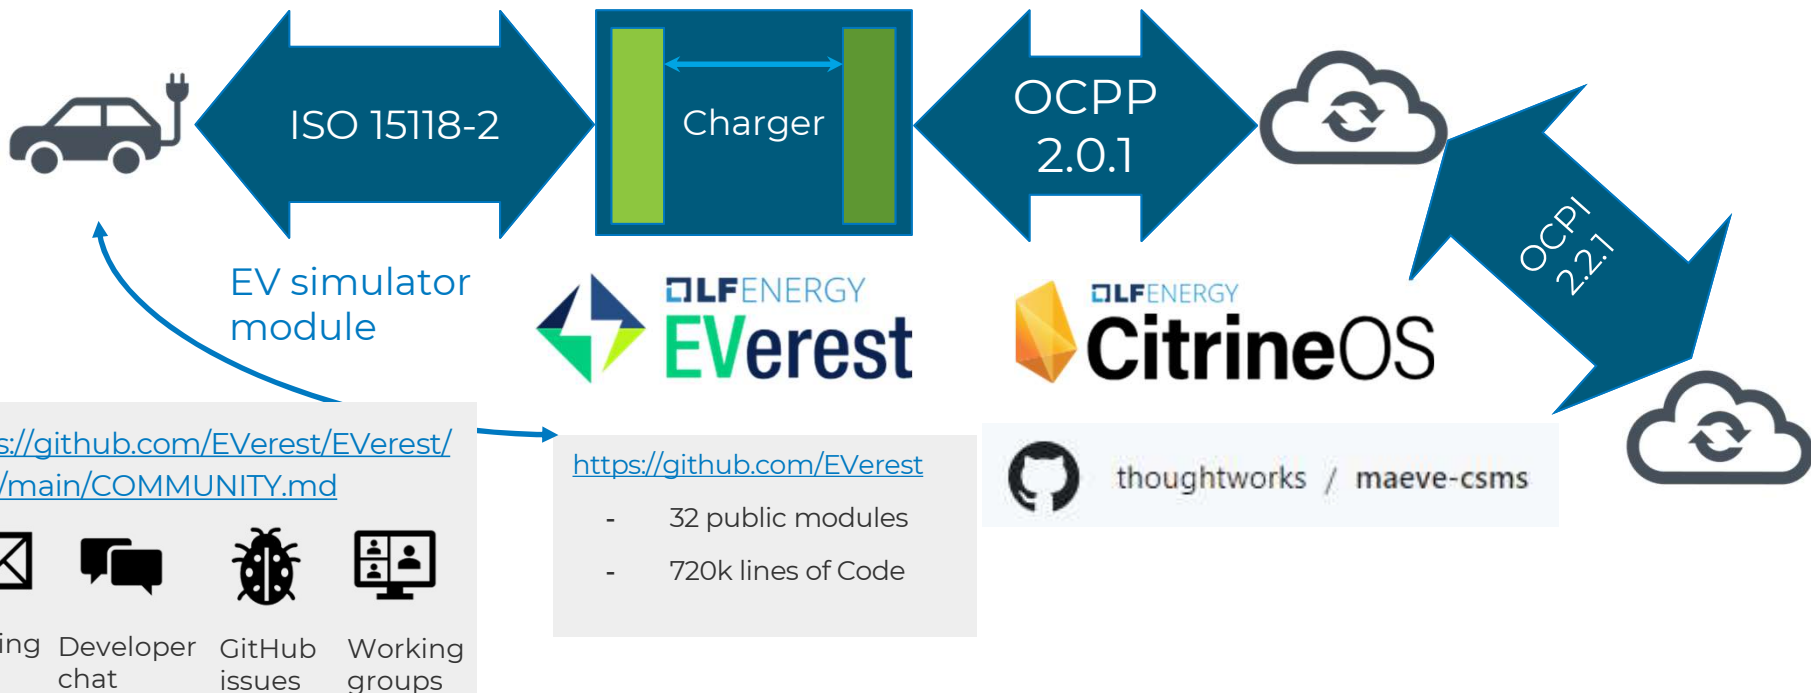 ISO 15118-2
Charger
OCPP
2.0.1
OCPI
2.2.1
EV simulator
module
LFENERGY
EVerest
LFENERGY
CitrineOS
s://github.com/EVerest/EVerest/
/main/COMMUNITY.md
ing
Developer
chat
GitHub
issues
Working
groups
https://github.com/EVerest
- 32 public modules
- 720k lines of Code
thoughtworks / maeve-csms